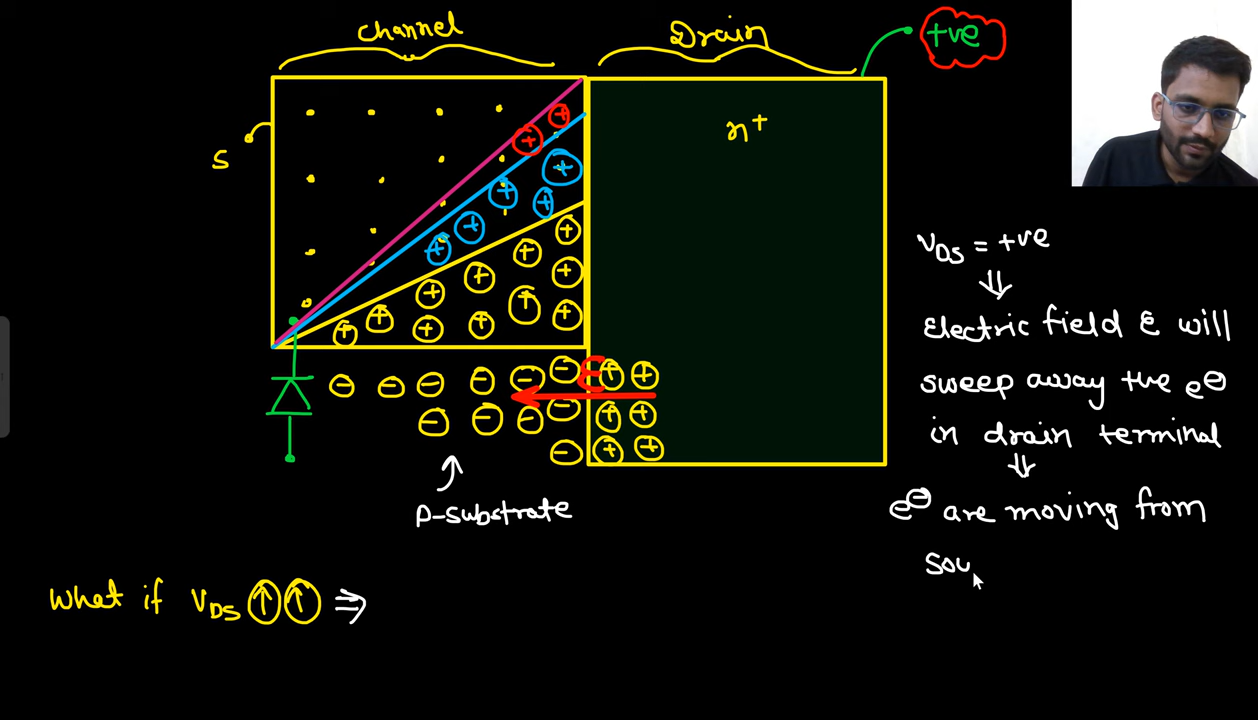 Channel
Drain
+ve
S
n+
VDS = +ve
⇓
Electric field ε will
sweep away the e⊖
in drain terminal
⇓
e⊖ are moving from
sou
ε
p-substrate
What if VDS ↑↑ ⇒